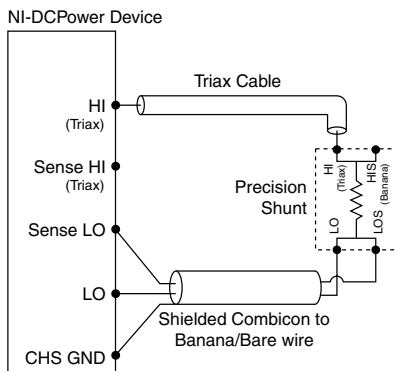 NI-DCPower Device
HI
(Triax)
Triax Cable
Sense HI
(Triax)
Precision
Shunt
HI
(Triax)
HIS
(Banana)
LO
LOS
Sense LO
LO
Shielded Combicon to
Banana/Bare wire
CHS GND